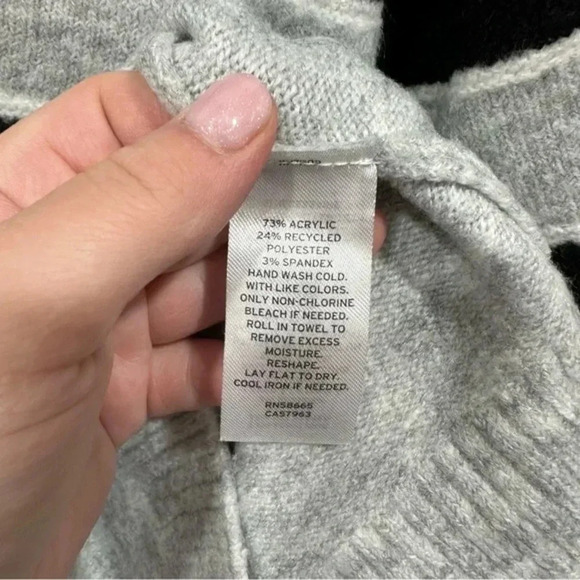 73% ACRYLIC
24% RECYCLED
POLYESTER
3% SPANDEX
HAND WASH COLD.
WITH LIKE COLORS.
ONLY NON-CHLORINE
BLEACH IF NEEDED.
ROLL IN TOWEL TO
REMOVE EXCESS
MOISTURE.
RESHAPE.
LAY FLAT TO DRY.
COOL IRON IF NEEDED.
RN58665
CA57963